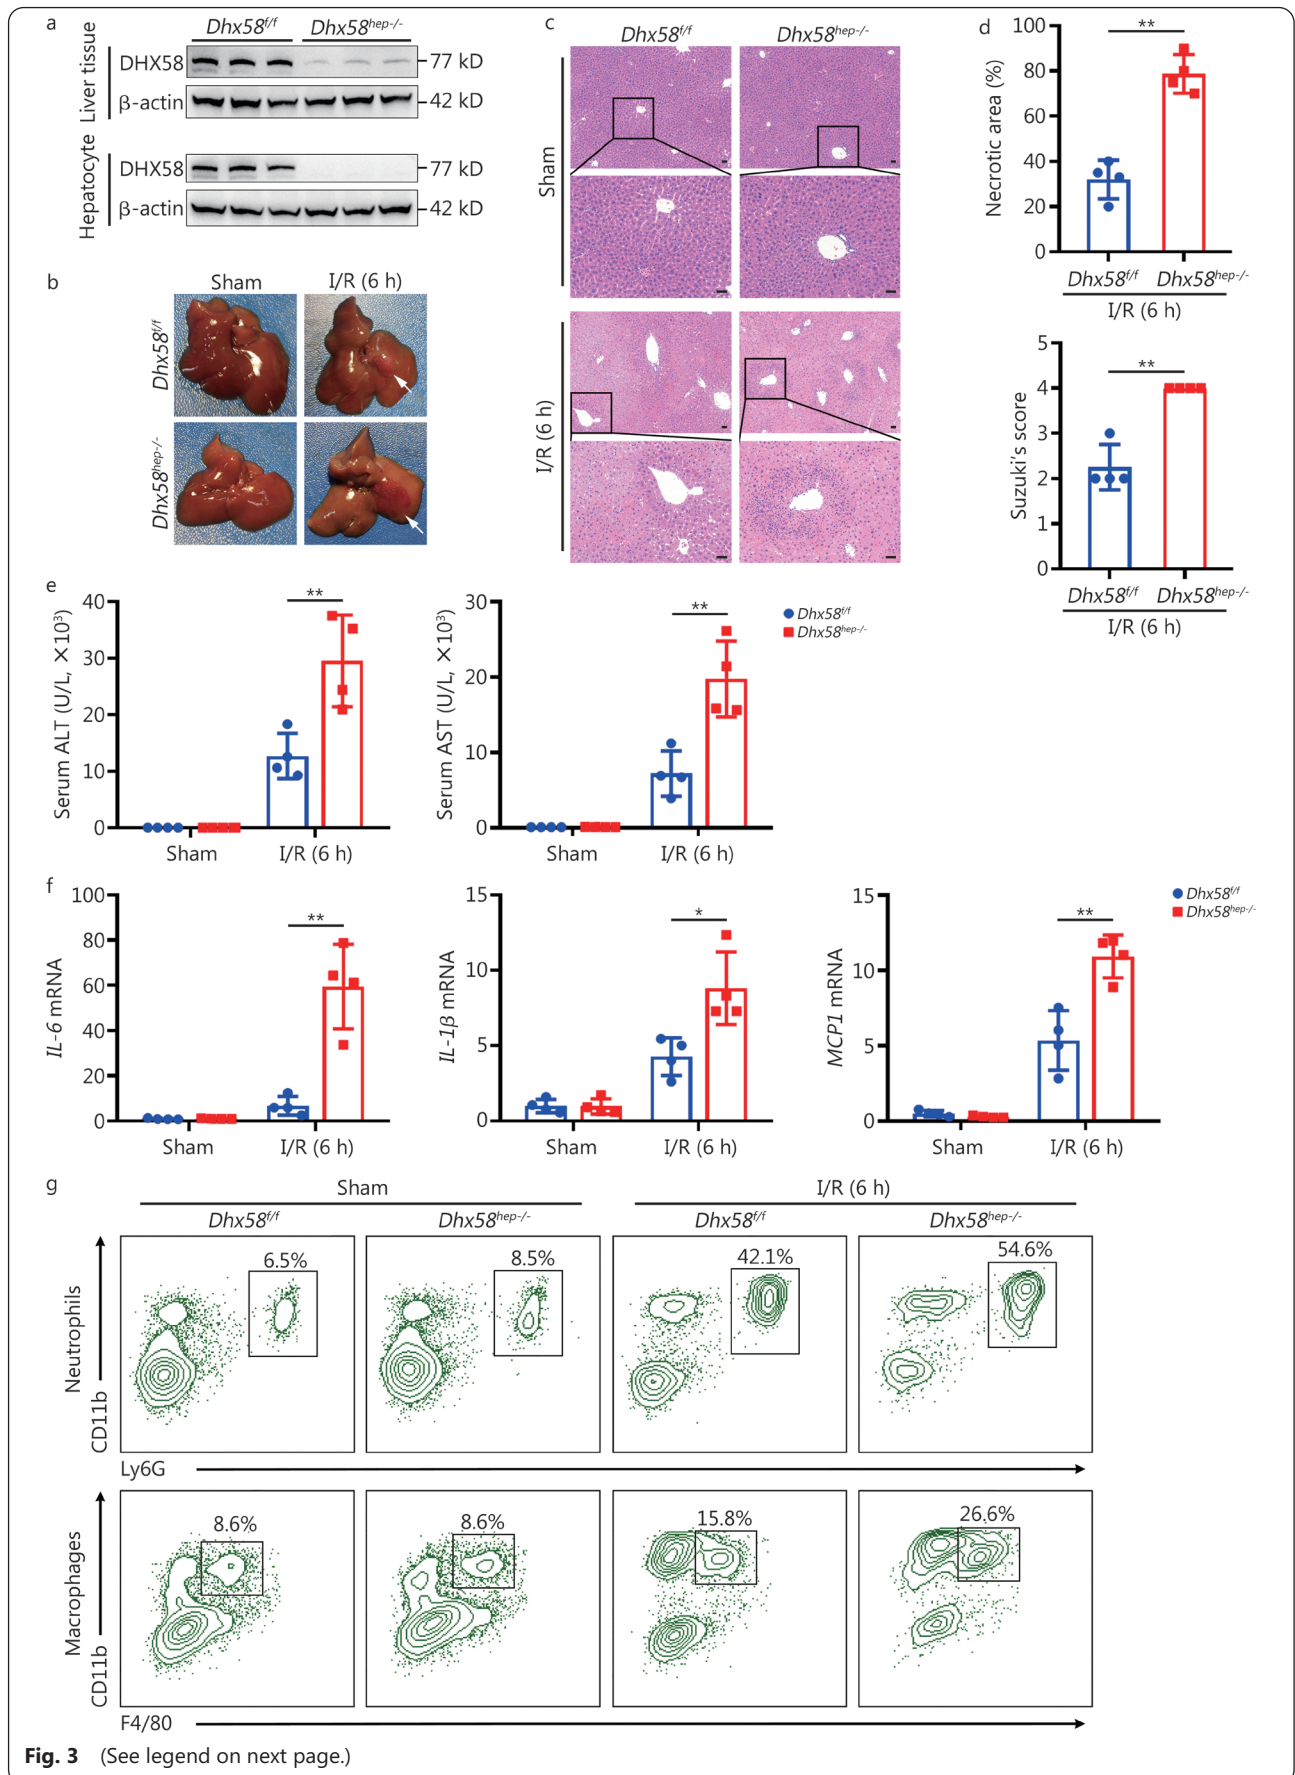 a
Dhx58f/f Dhx58hep-/-
Liver tissue
DHX58 77 kD
β-actin 42 kD
Hepatocyte
DHX58 77 kD
β-actin 42 kD
b
Sham I/R (6 h)
Dhx58f/f
Dhx58hep-/-
c
Dhx58f/f Dhx58hep-/-
Sham
I/R (6 h)
d
Necrotic area (%)
100
80
60
40
20
0
**
Dhx58f/f Dhx58hep-/-
I/R (6 h)
Suzuki's score
5
4
3
2
1
0
**
Dhx58f/f Dhx58hep-/-
I/R (6 h)
e
Serum ALT (U/L, ×10³)
40
30
20
10
0
**
Sham I/R (6 h)
Serum AST (U/L, ×10³)
30
20
10
0
**
Sham I/R (6 h)
Dhx58f/f
Dhx58hep-/-
f
IL-6 mRNA
100
80
60
40
20
0
**
Sham I/R (6 h)
IL-1β mRNA
15
10
5
0
*
Sham I/R (6 h)
MCP1 mRNA
15
10
5
0
**
Sham I/R (6 h)
Dhx58f/f
Dhx58hep-/-
g
Sham I/R (6 h)
Dhx58f/f Dhx58hep-/- Dhx58f/f Dhx58hep-/-
Neutrophils
CD11b
6.5% 8.5% 42.1% 54.6%
Ly6G
Macrophages
CD11b
8.6% 8.6% 15.8% 26.6%
F4/80
Fig. 3 (See legend on next page.)